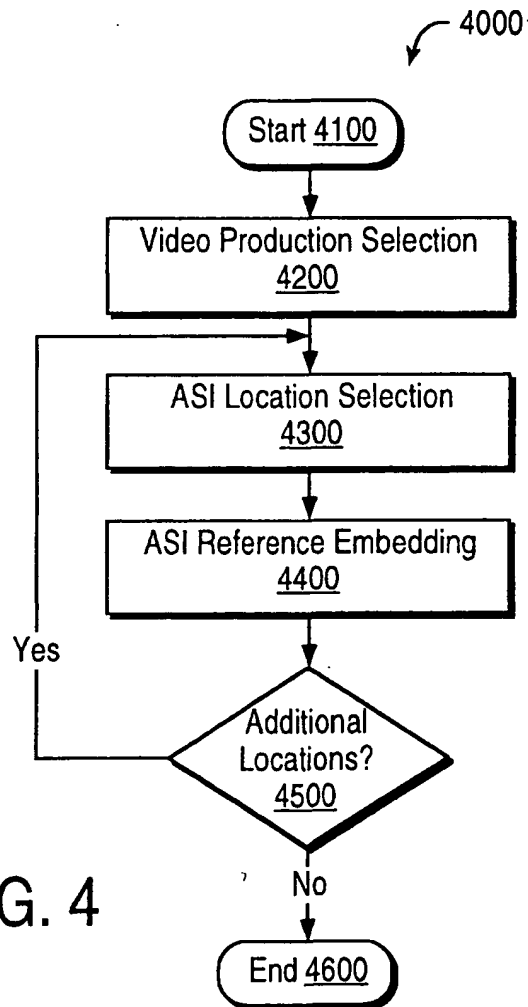 4000
Start 4100
Video Production Selection
4200
ASI Location Selection
4300
ASI Reference Embedding
4400
Yes
Additional
Locations?
4500
G. 4
No
End 4600